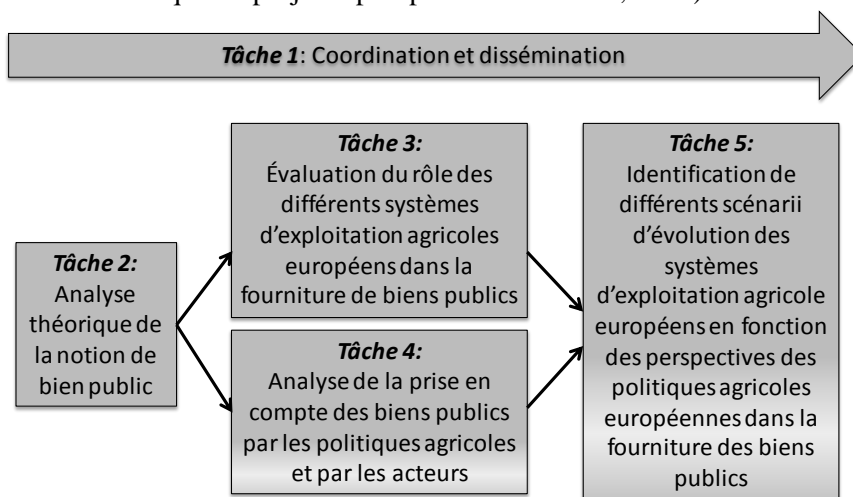 Tâche 1: Coordination et dissémination
Tâche 2:
Analyse
théorique de
la notion de
bien public
Tâche 3:
Évaluation du rôle des
différents systèmes
d'exploitation agricoles
européens dans la
fourniture de biens publics
Tâche 4:
Analyse de la prise en
compte des biens publics
par les politiques agricoles
et par les acteurs
Tâche 5:
Identification de
différents scénarii
d'évolution des
systèmes
d'exploitation agricole
européens en fonction
des perspectives des
politiques agricoles
européennes dans la
fourniture des biens
publics